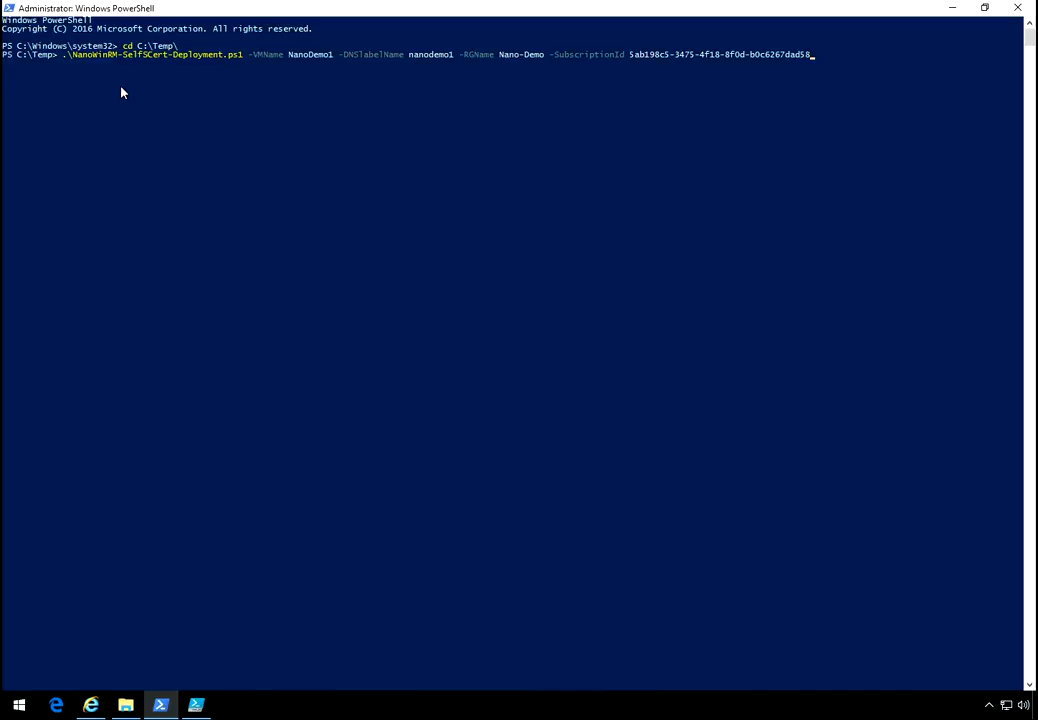 Administrator: Windows PowerShell
Windows PowerShell
Copyright (C) 2016 Microsoft Corporation. All rights reserved.
PS C:\Windows\system32> cd C:\Temp\
PS C:\Temp> .\NanoWinRM-SelfSCert-Deployment.ps1 -VMName NanoDemo1 -DNSlabelName nanodemo1 -RGName Nano-Demo -SubscriptionId 5ab198c5-3475-4f18-8f0d-b0c6267dad58_